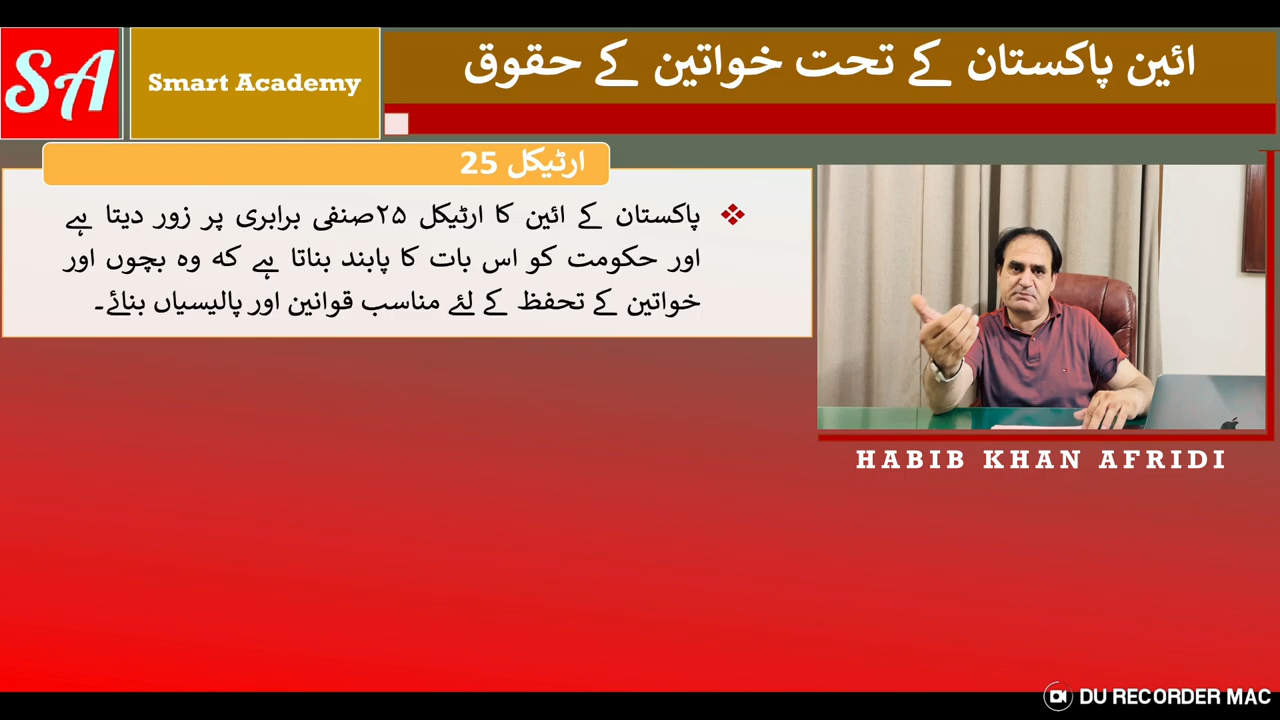 SA
Smart Academy
ائین پاکستان کے تحت خواتین کے حقوق
ارٹیکل 25
پاکستان کے ائین کا ارٹیکل ۲۵صنفی برابری پر زور دیتا ہے
اور حکومت کو اس بات کا پابند بناتا ہے که وه بچوں اور
خواتین کے تحفظ کے لئے مناسب قوانین اور پالیسیاں بنائے۔
HABIB KHAN AFRIDI
DU RECORDER MAC